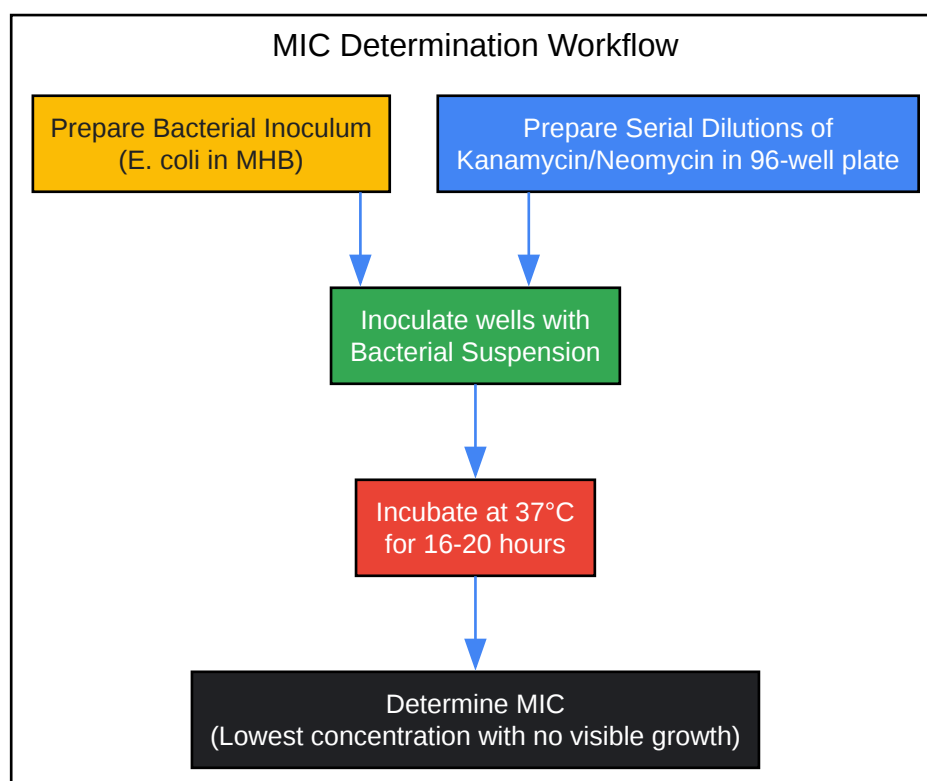 MIC Determination Workflow
Prepare Bacterial Inoculum
(E. coli in MHB)
Prepare Serial Dilutions of
Kanamycin/Neomycin in 96-well plate
Inoculate wells with
Bacterial Suspension
Incubate at 37°C
for 16-20 hours
Determine MIC
(Lowest concentration with no visible growth)